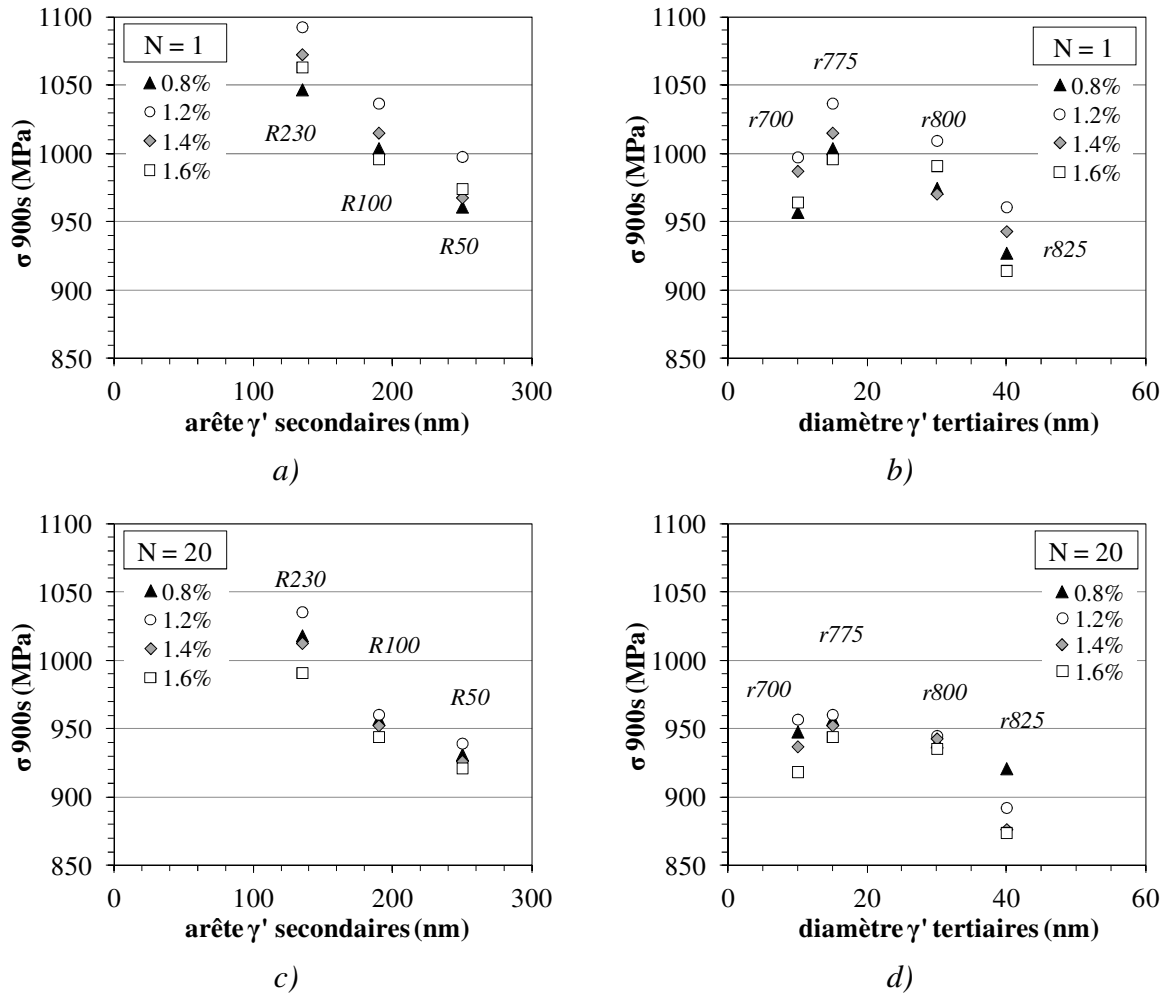 1100
1050
1000
950
900
850
σ 900s (MPa)
N = 1
0.8%
1.2%
1.4%
1.6%
R230
R100
R50
0
100
200
300
arête γ' secondaires (nm)
a)
1100
1050
1000
950
900
850
σ 900s (MPa)
N = 1
0.8%
1.2%
1.4%
1.6%
r775
r700
r800
r825
0
20
40
60
diamètre γ' tertiaires (nm)
b)
1100
1050
1000
950
900
850
σ 900s (MPa)
N = 20
0.8%
1.2%
1.4%
1.6%
R230
R100
R50
0
100
200
300
arête γ' secondaires (nm)
c)
1100
1050
1000
950
900
850
σ 900s (MPa)
N = 20
0.8%
1.2%
1.4%
1.6%
r775
r700
r800
r825
0
20
40
60
diamètre γ' tertiaires (nm)
d)